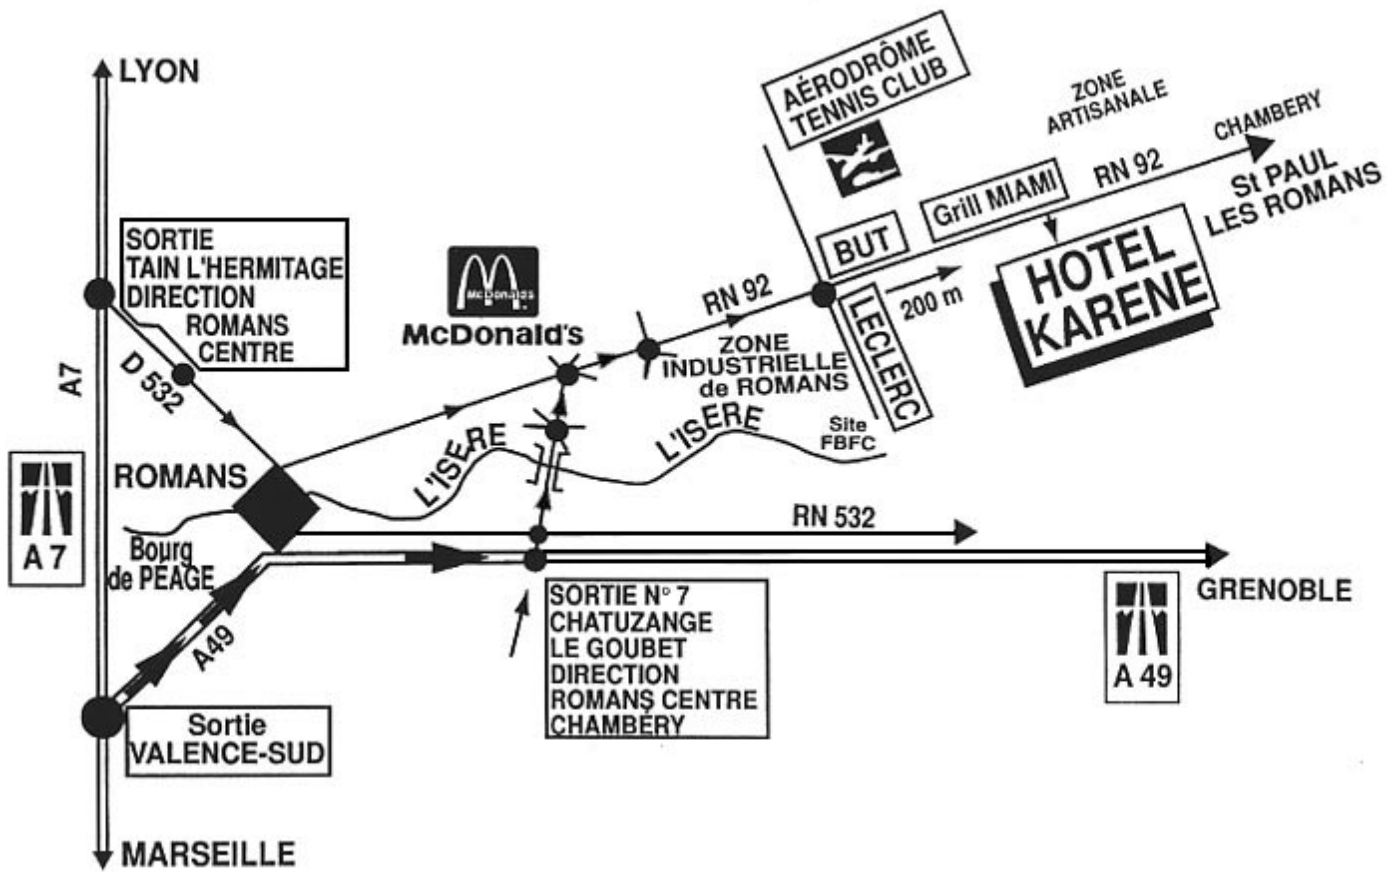 LYON
AÉRODRÔME
TENNIS CLUB
ZONE
ARTISANALE
CHAMBERY
RN 92
St PAUL
LES ROMANS
Grill MIAMI
BUT
HOTEL
KARENE
200 m
LECLERC
SORTIE
TAIN L'HERMITAGE
DIRECTION
ROMANS
CENTRE
McDonald's
McDonald's
RN 92
ZONE
INDUSTRIELLE
de ROMANS
D 532
A7
Site
FBFC
L'ISERE
L'ISERE
ROMANS
A 7
Bourg
de PÉAGE
RN 532
A49
GRENOBLE
A 49
SORTIE N° 7
CHATUZANGE
LE GOUBET
DIRECTION
ROMANS CENTRE
CHAMBÉRY
Sortie
VALENCE-SUD
MARSEILLE